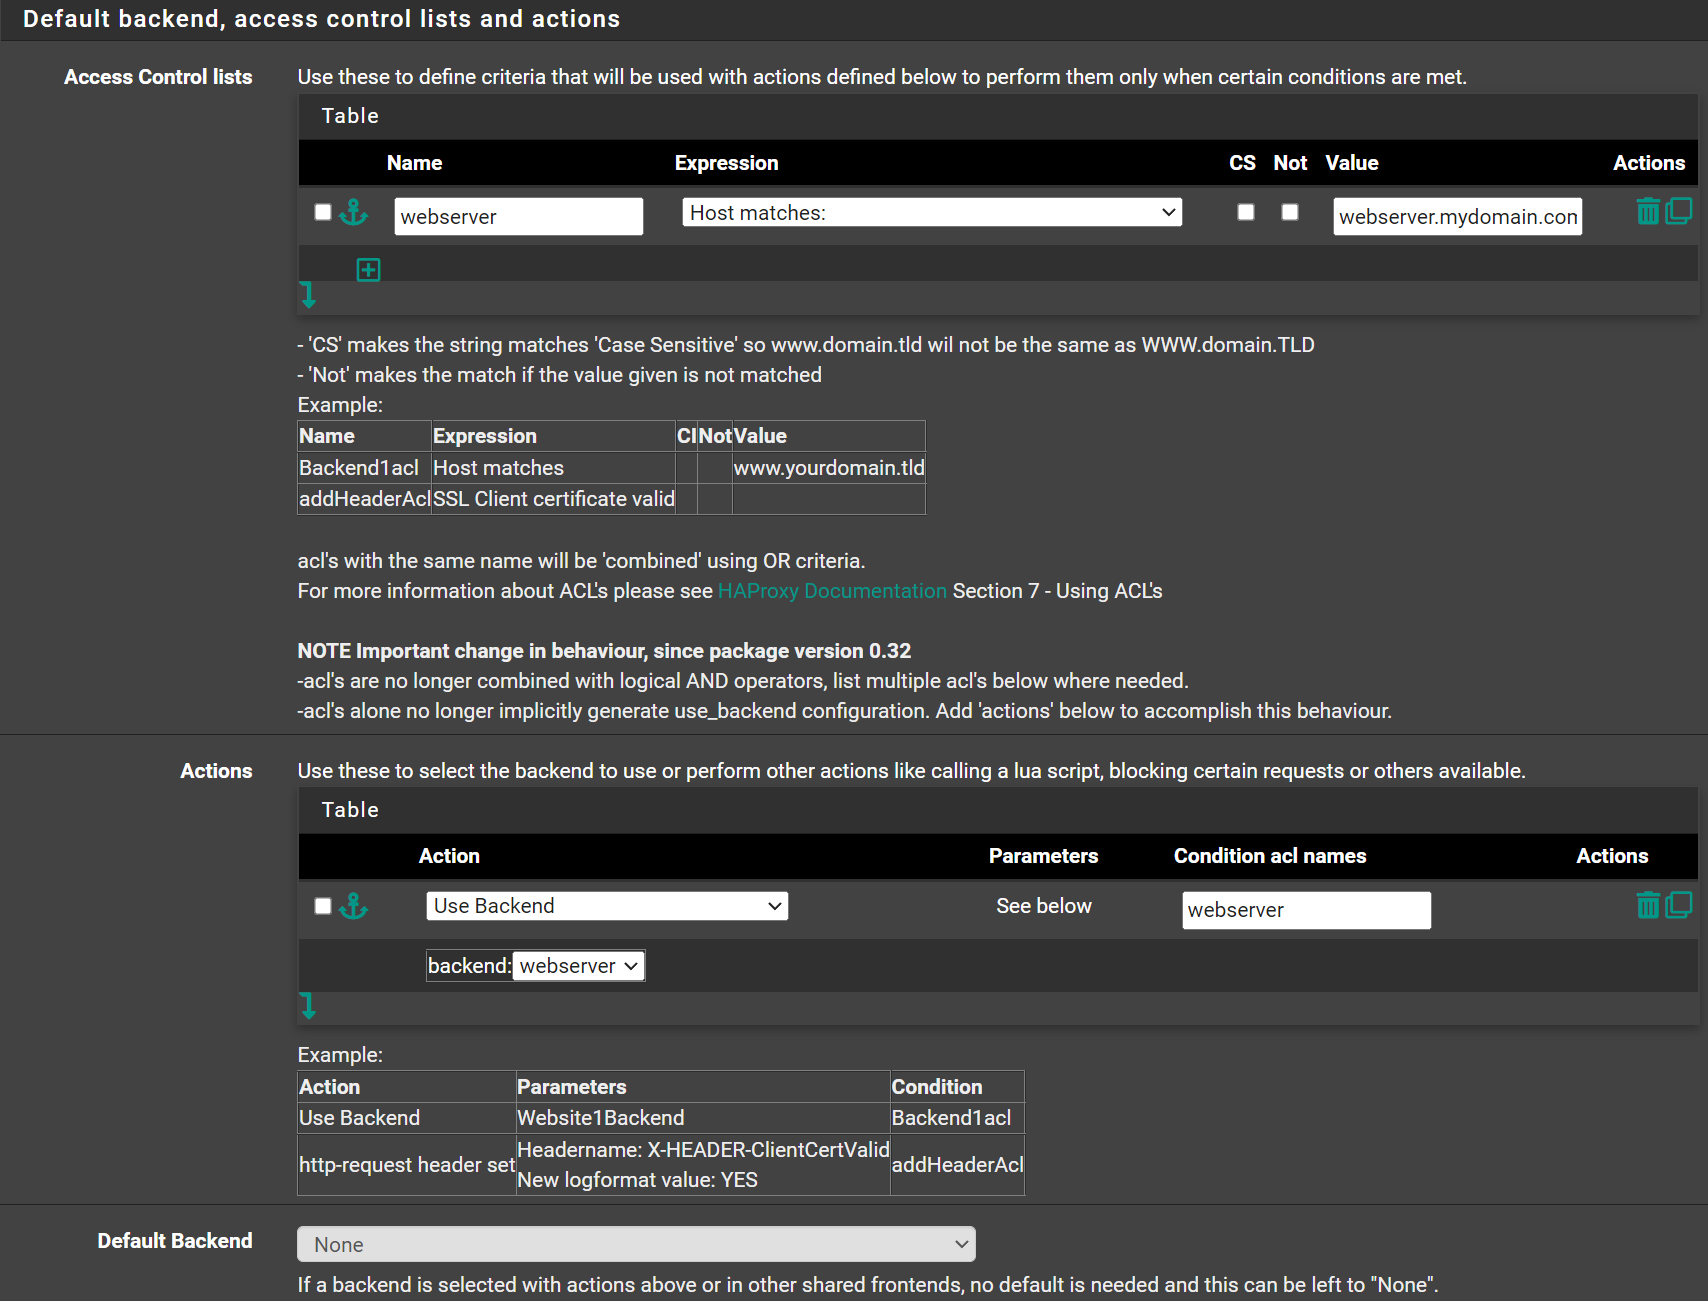 Default backend, access control lists and actions
Access Control lists
Use these to define criteria that will be used with actions defined below to perform them only when certain conditions are met.
Table
Name Expression CS Not Value Actions
webserver Host matches: webserver.mydomain.con
- 'CS' makes the string matches 'Case Sensitive' so www.domain.tld wil not be the same as WWW.domain.TLD
- 'Not' makes the match if the value given is not matched
Example:
Name Expression CI Not Value
Backend1acl Host matches www.yourdomain.tld
addHeaderAcl SSL Client certificate valid
acl's with the same name will be 'combined' using OR criteria.
For more information about ACL's please see HAProxy Documentation Section 7 - Using ACL's
NOTE Important change in behaviour, since package version 0.32
-acl's are no longer combined with logical AND operators, list multiple acl's below where needed.
-acl's alone no longer implicitly generate use_backend configuration. Add 'actions' below to accomplish this behaviour.
Actions
Use these to select the backend to use or perform other actions like calling a lua script, blocking certain requests or others available.
Table
Action Parameters Condition acl names Actions
Use Backend See below webserver
backend: webserver
Example:
Action Parameters Condition
Use Backend Website1Backend Backend1acl
http-request header set Headername: X-HEADER-ClientCertValid addHeaderAcl
New logformat value: YES
Default Backend
None
If a backend is selected with actions above or in other shared frontends, no default is needed and this can be left to "None".